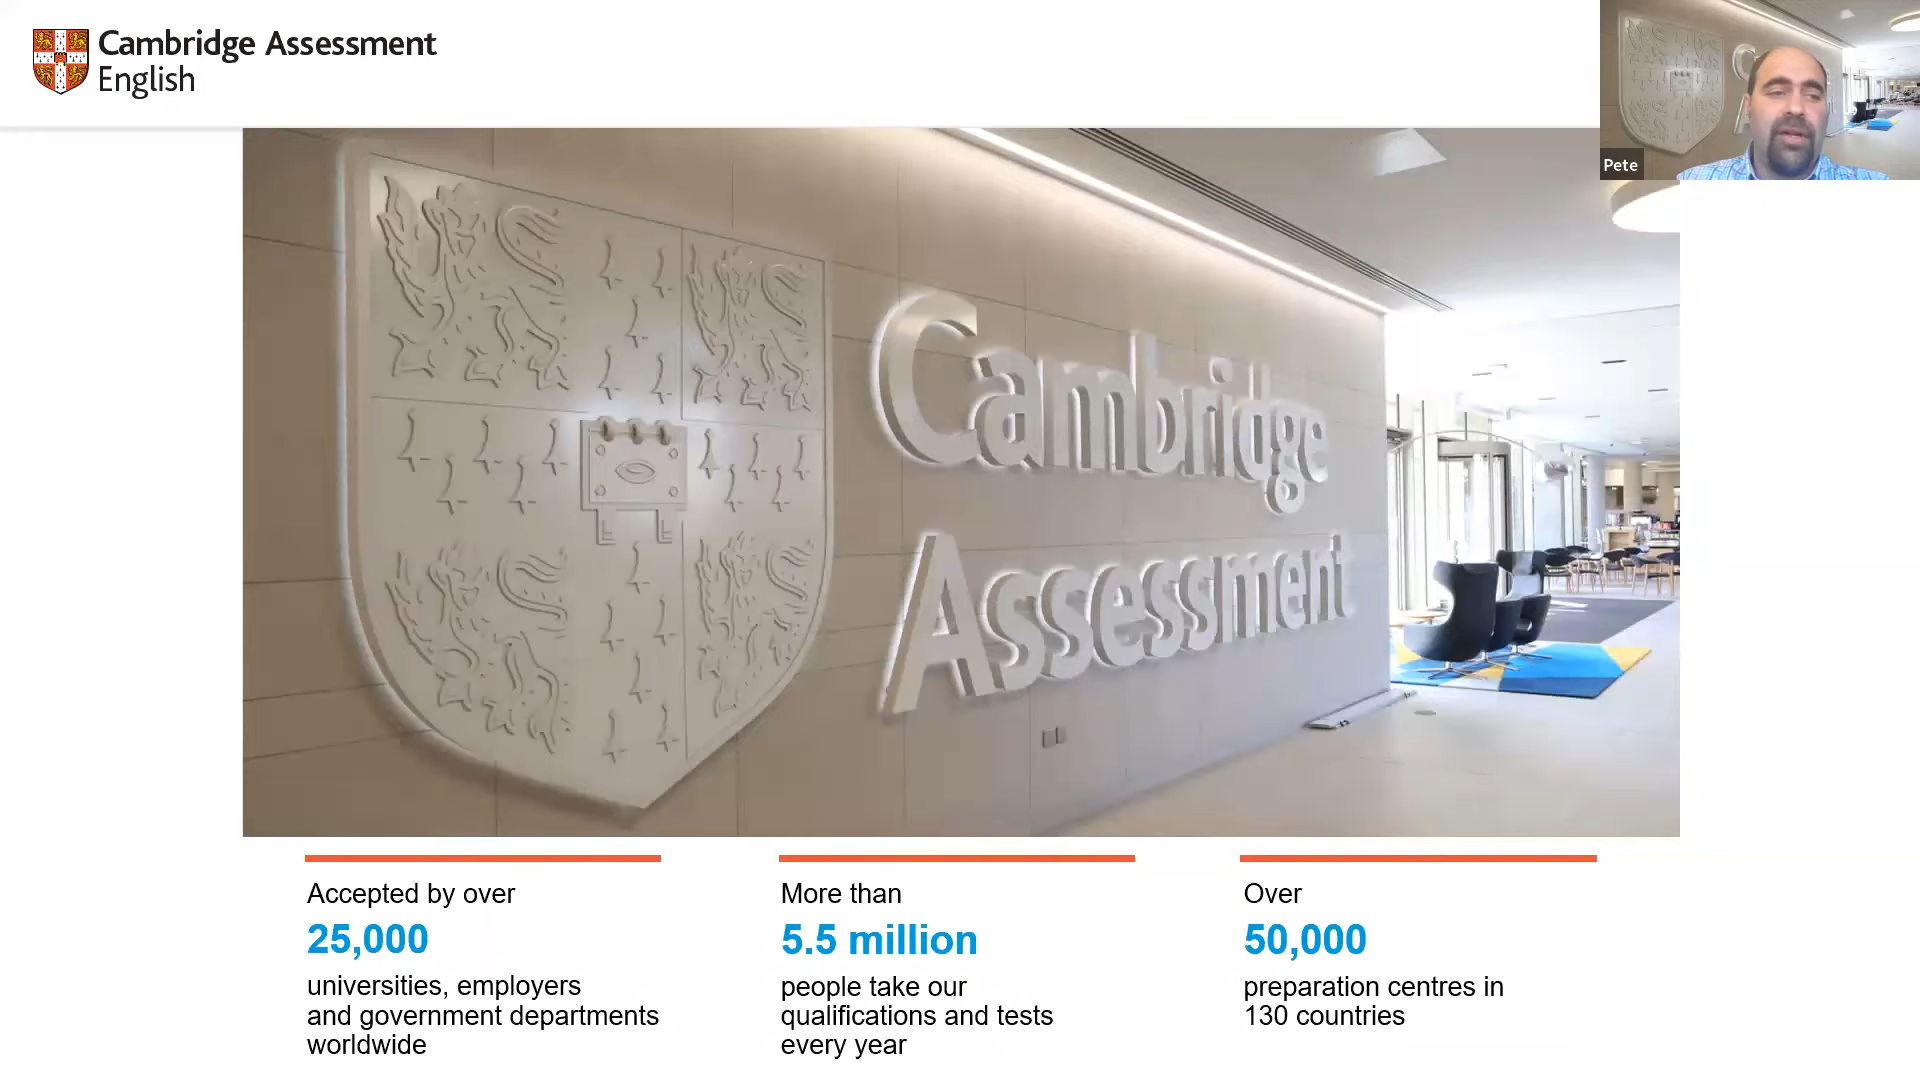 Cambridge Assessment
English
Pete
Cambridge
Assessment
Accepted by over
25,000
universities, employers
and government departments
worldwide
More than
5.5 million
people take our
qualifications and tests
every year
Over
50,000
preparation centres in
130 countries